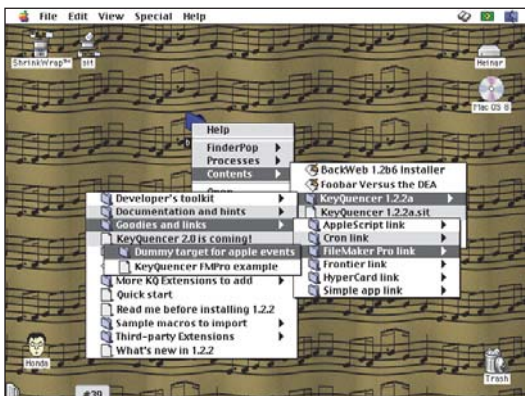 File Edit View Special Help
ShrinkWrap™
sit
Heinar
Mac OS 8
Help
FinderPop
Processes
Contents
BackWeb 1.2b6 Installer
Foobar Versus the DEA
KeyQuencer 1.2.2a
KeyQuencer 1.2.2a.sit
Developer's toolkit
Documentation and hints
Goodies and links
KeyQuencer 2.0 is coming!
AppleScript link
Cron link
FileMaker Pro link
Frontier link
HyperCard link
Simple app link
Dummy target for apple events
KeyQuencer FMPro example
More KQ Extensions to add
Quick start
Read me before installing 1.2.2
Sample macros to import
Third-party Extensions
What's new in 1.2.2
Honda
Trash
#39